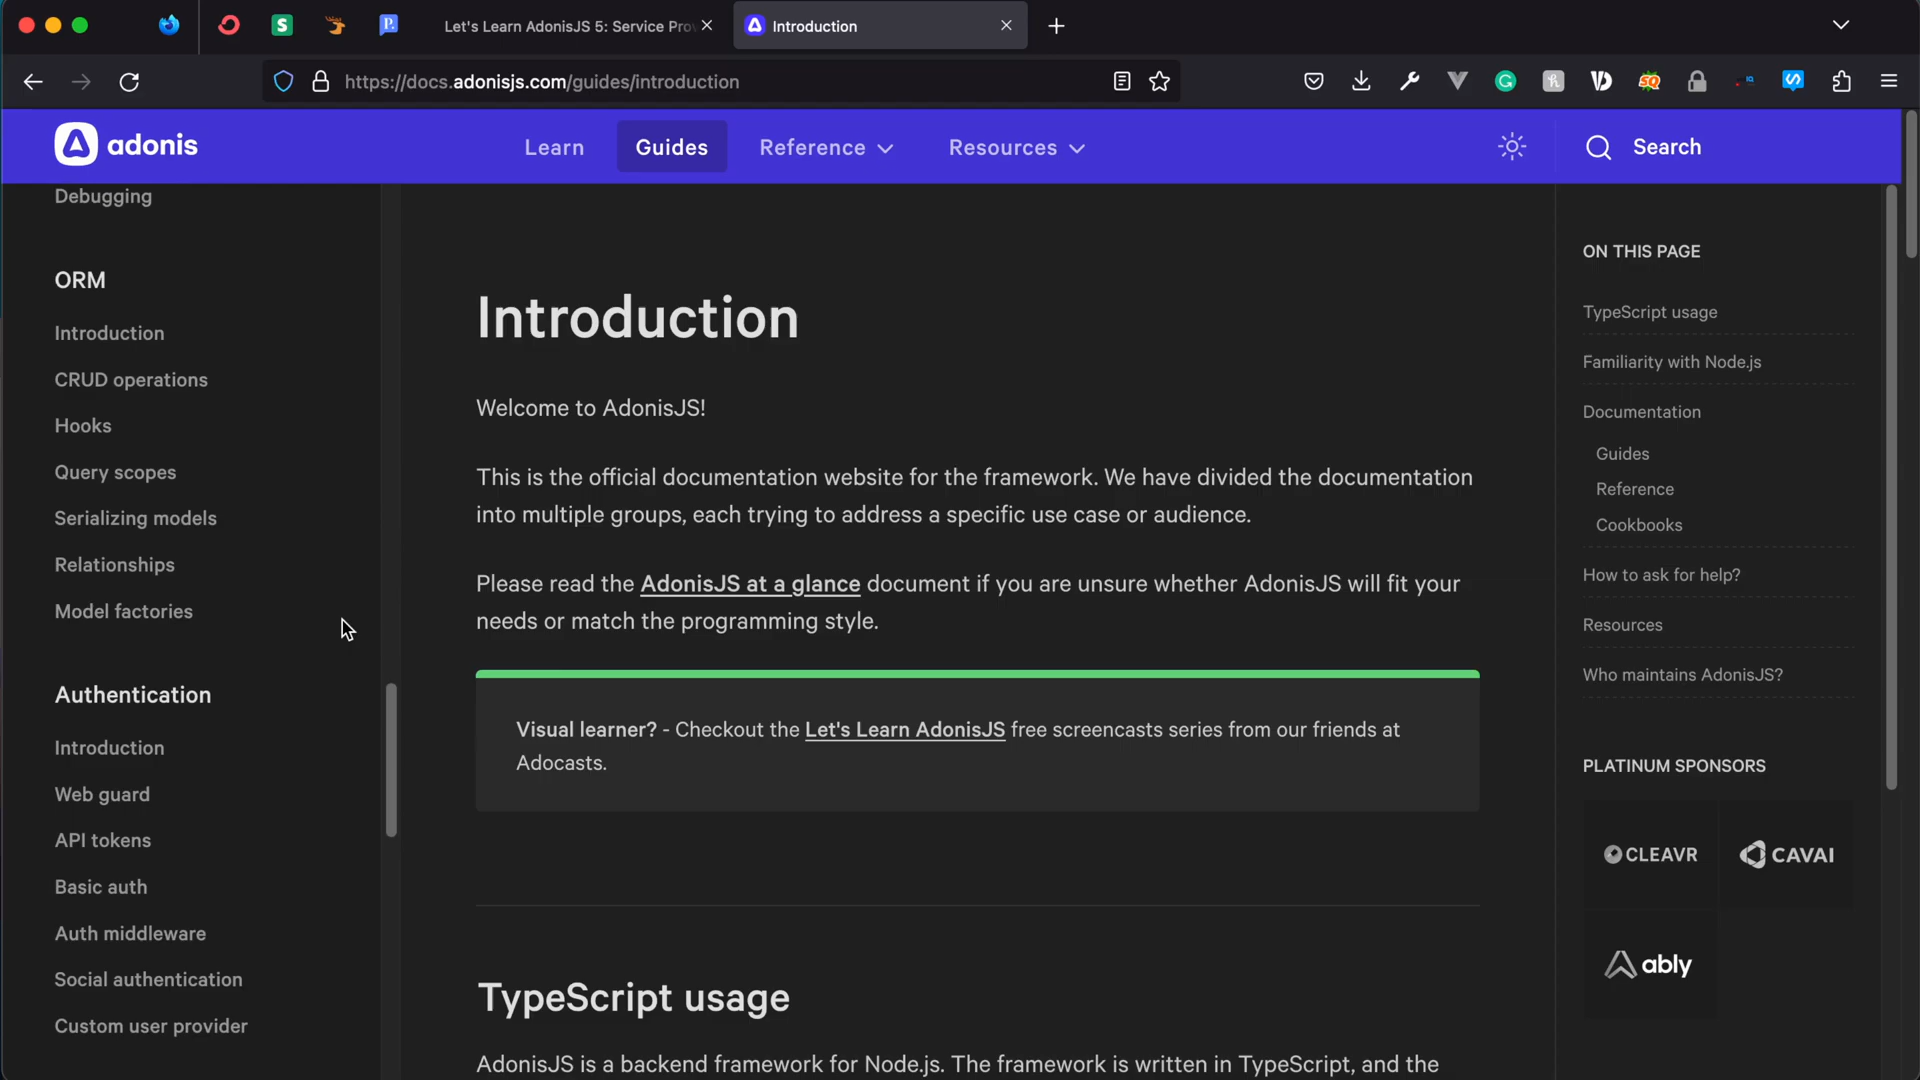 Let's Learn AdonisJS 5: Service Prov
Introduction
https://docs.adonisjs.com/guides/introduction
adonis
Learn
Guides
Reference
Resources
Search
Debugging
ORM
Introduction
CRUD operations
Hooks
Query scopes
Serializing models
Relationships
Model factories
Authentication
Introduction
Web guard
API tokens
Basic auth
Auth middleware
Social authentication
Custom user provider
Introduction
Welcome to AdonisJS!
This is the official documentation website for the framework. We have divided the documentation
into multiple groups, each trying to address a specific use case or audience.
Please read the AdonisJS at a glance document if you are unsure whether AdonisJS will fit your
needs or match the programming style.
Visual learner? - Checkout the Let's Learn AdonisJS free screencasts series from our friends at
Adocasts.
TypeScript usage
AdonisJS is a backend framework for Node.js. The framework is written in TypeScript, and the
ON THIS PAGE
TypeScript usage
Familiarity with Node.js
Documentation
Guides
Reference
Cookbooks
How to ask for help?
Resources
Who maintains AdonisJS?
PLATINUM SPONSORS
CLEAVR
CAVAI
ably